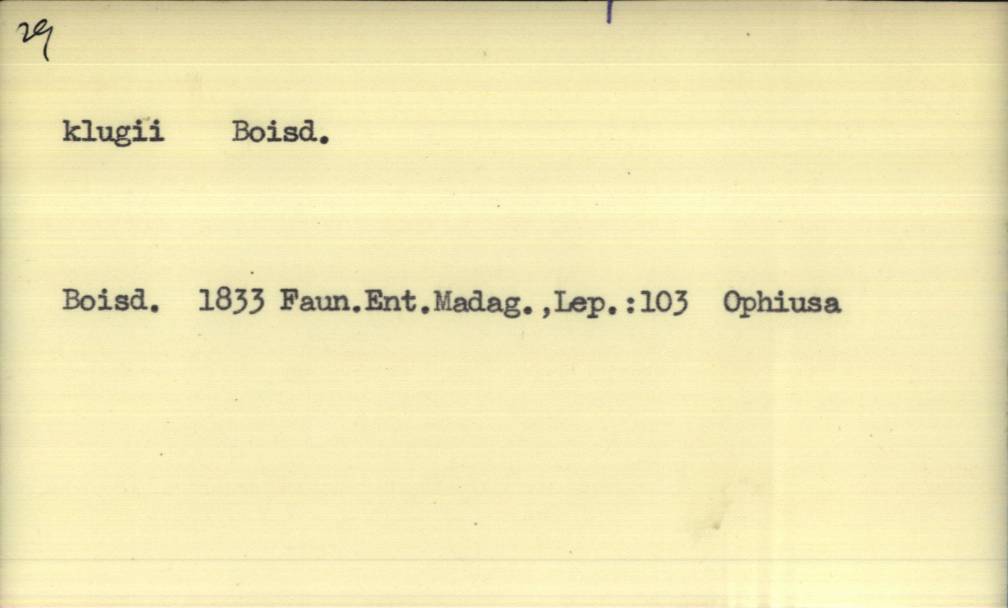 29
klugii Boisd.
Boisd. 1833 Faun.Ent.Madag.,Lep.:103 Ophiusa